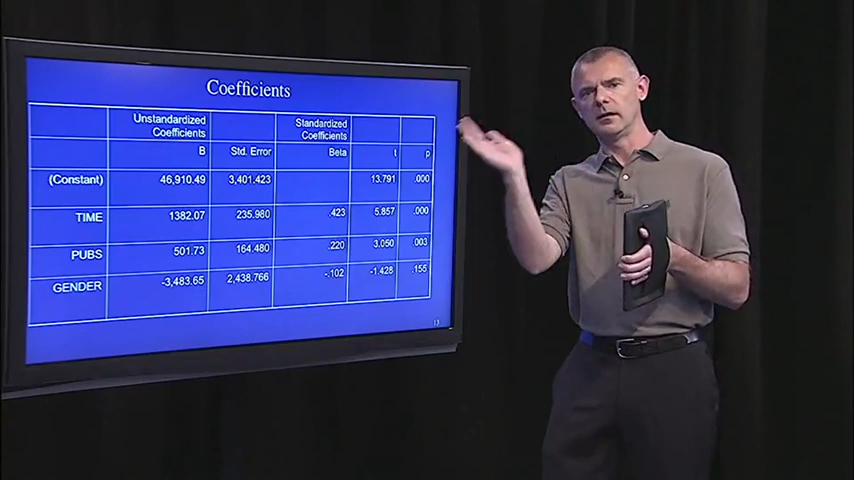 Coefficients
Unstandardized Coefficients Standardized Coefficients
B Std. Error Beta t p
(Constant) 46,910.49 3,401.423 13.791 .000
TIME 1382.07 235.980 .423 5.857 .000
PUBS 501.73 164.480 .220 3.050 .003
GENDER -3,483.65 2,438.766 -.102 -1.428 .155
13